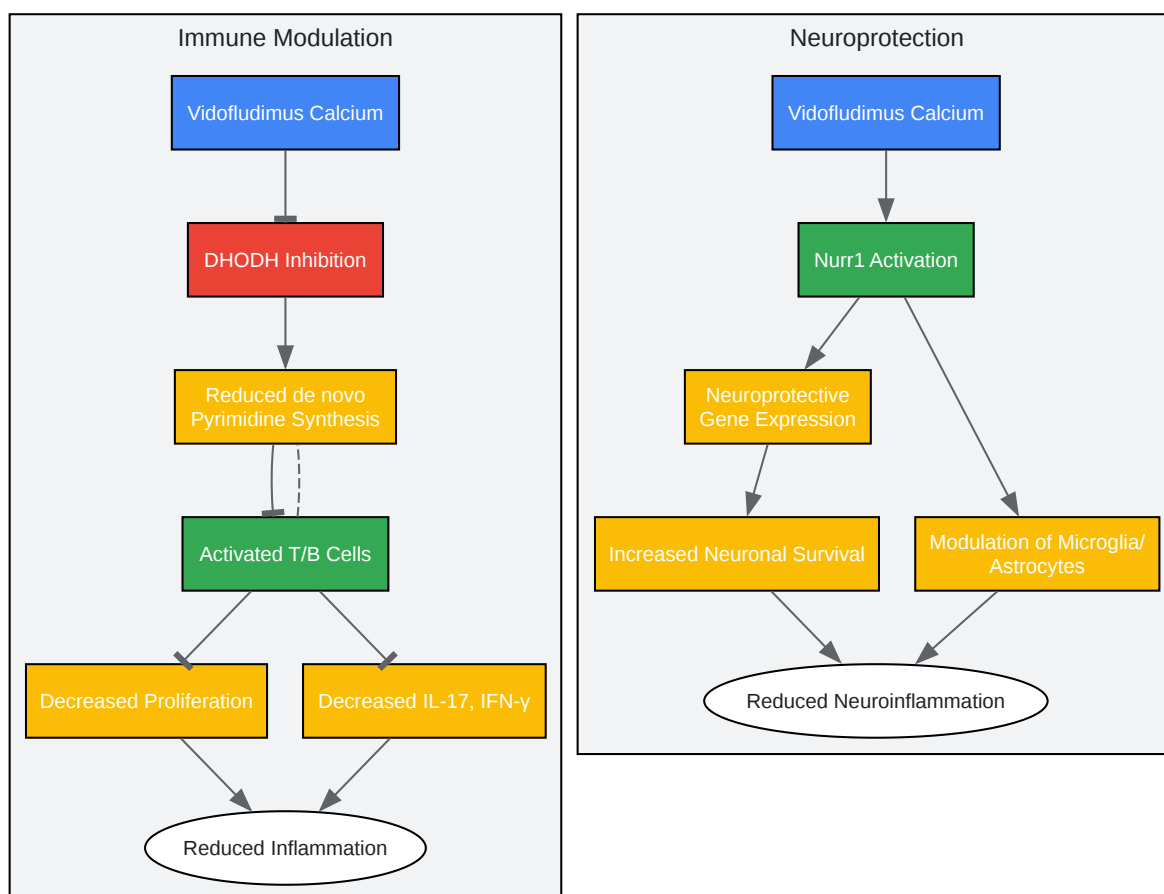 Immune Modulation
Vidofludimus Calcium
DHODH Inhibition
Reduced de novo
Pyrimidine Synthesis
Activated T/B Cells
Decreased Proliferation
Decreased IL-17, IFN-γ
Reduced Inflammation
Neuroprotection
Vidofludimus Calcium
Nurr1 Activation
Neuroprotective
Gene Expression
Increased Neuronal Survival
Modulation of Microglia/
Astrocytes
Reduced Neuroinflammation